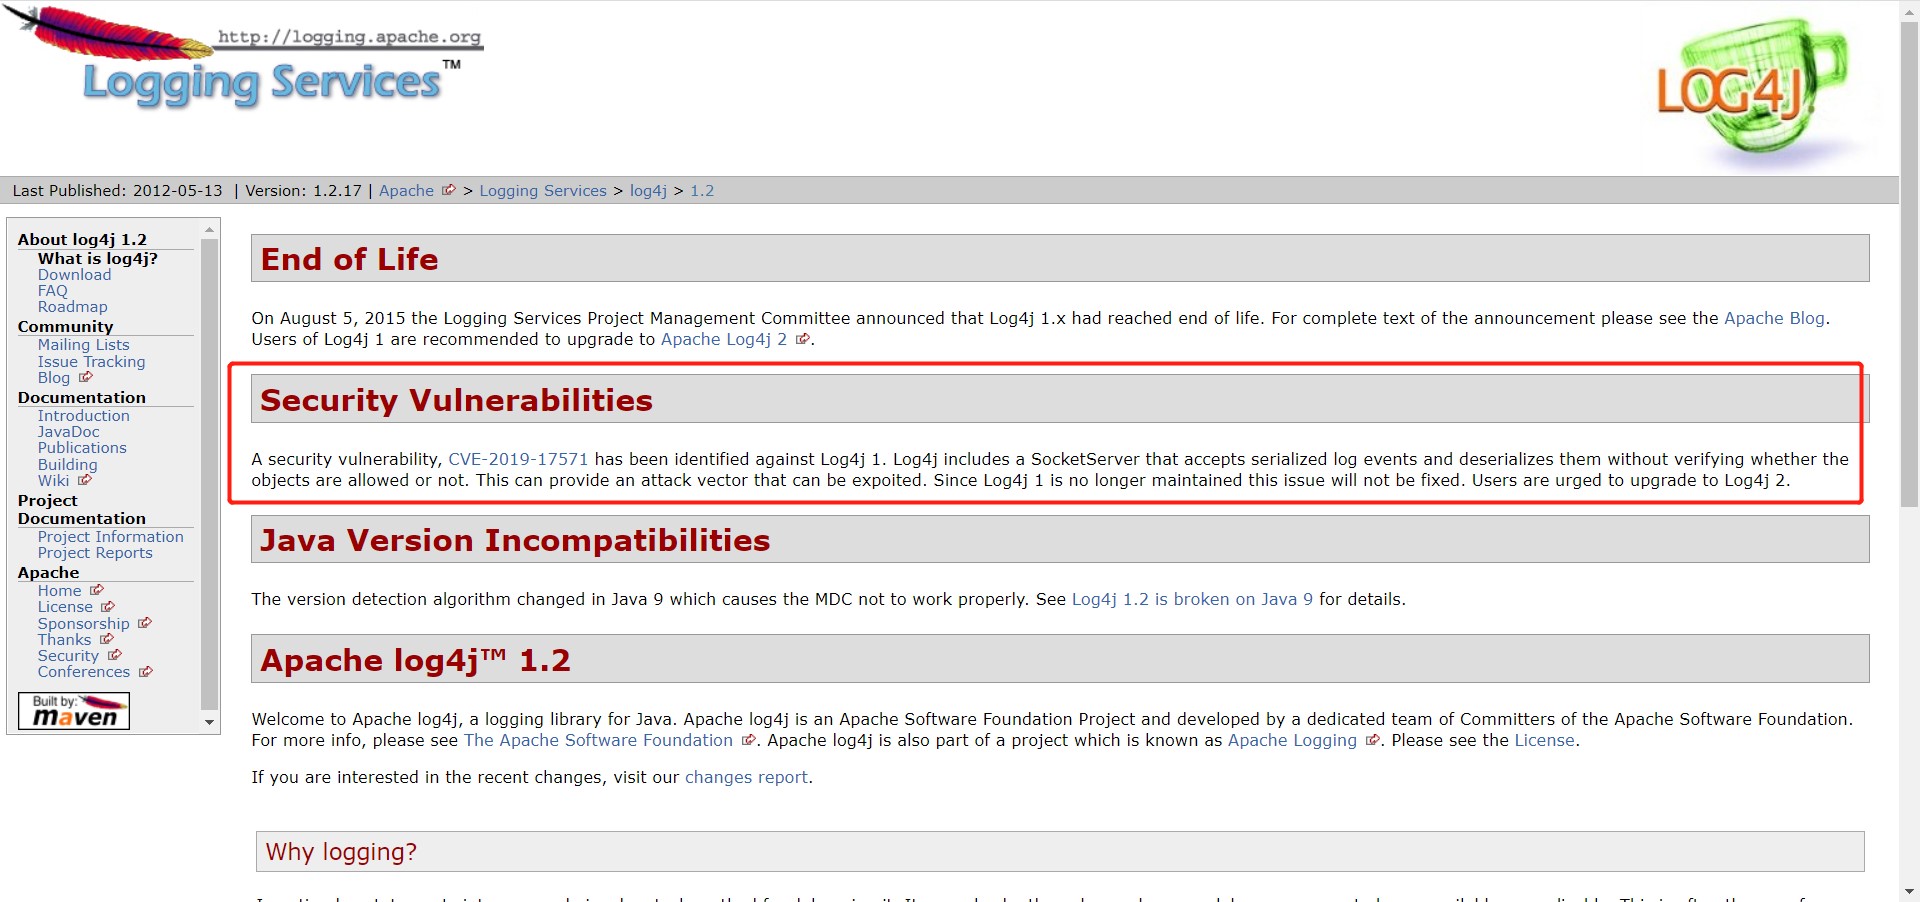 http://logging.apache.org
Logging Services™
LOG4J
Last Published: 2012-05-13 | Version: 1.2.17 | Apache > Logging Services > log4j > 1.2
About log4j 1.2
What is log4j?
Download
FAQ
Roadmap
Community
Mailing Lists
Issue Tracking
Blog
Documentation
Introduction
JavaDoc
Publications
Building
Wiki
Project
Documentation
Project Information
Project Reports
Apache
Home
License
Sponsorship
Thanks
Security
Conferences
Built by:
maven
End of Life
On August 5, 2015 the Logging Services Project Management Committee announced that Log4j 1.x had reached end of life. For complete text of the announcement please see the Apache Blog.
Users of Log4j 1 are recommended to upgrade to Apache Log4j 2 .
Security Vulnerabilities
A security vulnerability, CVE-2019-17571 has been identified against Log4j 1. Log4j includes a SocketServer that accepts serialized log events and deserializes them without verifying whether the
objects are allowed or not. This can provide an attack vector that can be expoited. Since Log4j 1 is no longer maintained this issue will not be fixed. Users are urged to upgrade to Log4j 2.
Java Version Incompatibilities
The version detection algorithm changed in Java 9 which causes the MDC not to work properly. See Log4j 1.2 is broken on Java 9 for details.
Apache log4j™ 1.2
Welcome to Apache log4j, a logging library for Java. Apache log4j is an Apache Software Foundation Project and developed by a dedicated team of Committers of the Apache Software Foundation.
For more info, please see The Apache Software Foundation . Apache log4j is also part of a project which is known as Apache Logging . Please see the License.
If you are interested in the recent changes, visit our changes report.
Why logging?